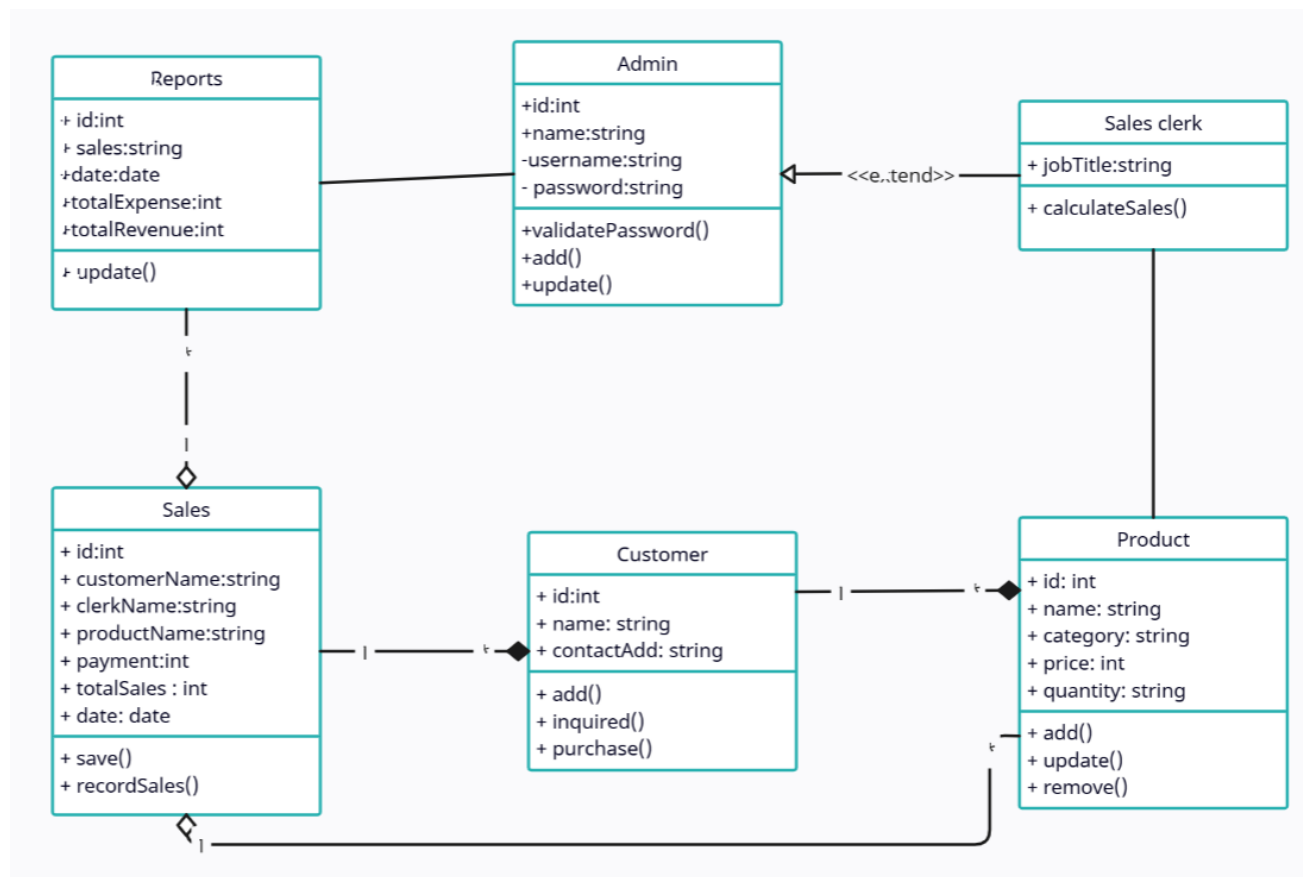 Reports
+ id:int
+ sales:string
+date:date
+totalExpense:int
+totalRevenue:int
+ update()
Admin
+id:int
+name:string
-username:string
- password:string
+validatePassword()
+add()
+update()
Sales clerk
+ jobTitle:string
+ calculateSales()
1
Sales
+ id:int
+ customerName:string
+ clerkName:string
+ productName:string
+ payment:int
+ totalSales : int
+ date: date
+ save()
+ recordSales()
1
Customer
+ id:int
+ name: string
+ contactAdd: string
+ add()
+ inquired()
+ purchase()
1
Product
+ id: int
+ name: string
+ category: string
+ price: int
+ quantity: string
+ add()
+ update()
+ remove()
1